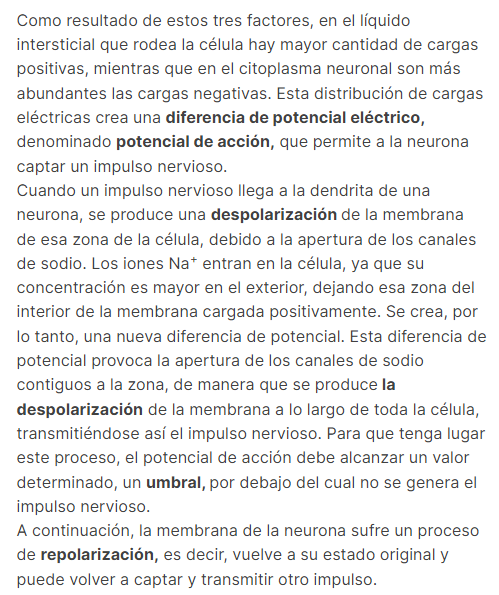 Como resultado de estos tres factores, en el líquido
intersticial que rodea la célula hay mayor cantidad de cargas
positivas, mientras que en el citoplasma neuronal son más
abundantes las cargas negativas. Esta distribución de cargas
eléctricas crea una diferencia de potencial eléctrico,
denominado potencial de acción, que permite a la neurona
captar un impulso nervioso.
Cuando un impulso nervioso llega a la dendrita de una
neurona, se produce una despolarización de la membrana
de esa zona de la célula, debido a la apertura de los canales
de sodio. Los iones Na⁺ entran en la célula, ya que su
concentración es mayor en el exterior, dejando esa zona del
interior de la membrana cargada positivamente. Se crea, por
lo tanto, una nueva diferencia de potencial. Esta diferencia de
potencial provoca la apertura de los canales de sodio
contiguos a la zona, de manera que se produce la
despolarización de la membrana a lo largo de toda la célula,
transmitiéndose así el impulso nervioso. Para que tenga lugar
este proceso, el potencial de acción debe alcanzar un valor
determinado, un umbral, por debajo del cual no se genera el
impulso nervioso.
A continuación, la membrana de la neurona sufre un proceso
de repolarización, es decir, vuelve a su estado original y
puede volver a captar y transmitir otro impulso.